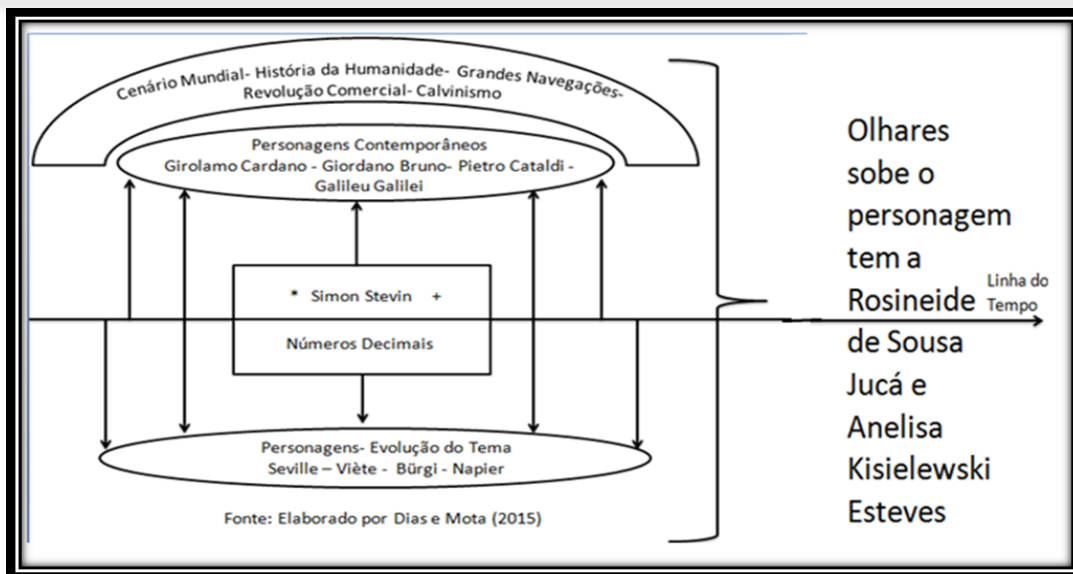 Cenário Mundial- História da Humanidade- Grandes Navegações-
Revolução Comercial- Calvinismo
Personagens Contemporâneos
Girolamo Cardano - Giordano Bruno- Pietro Cataldi -
Galileu Galilei
* Simon Stevin +
Números Decimais
Personagens- Evolução do Tema
Seville – Viète - Bürgi - Napier
Fonte: Elaborado por Dias e Mota (2015)
Olhares
sobe o
personagem
tem a
Rosineide
de Sousa
Jucá e
Anelisa
Kisielewski
Esteves
Linha do
Tempo